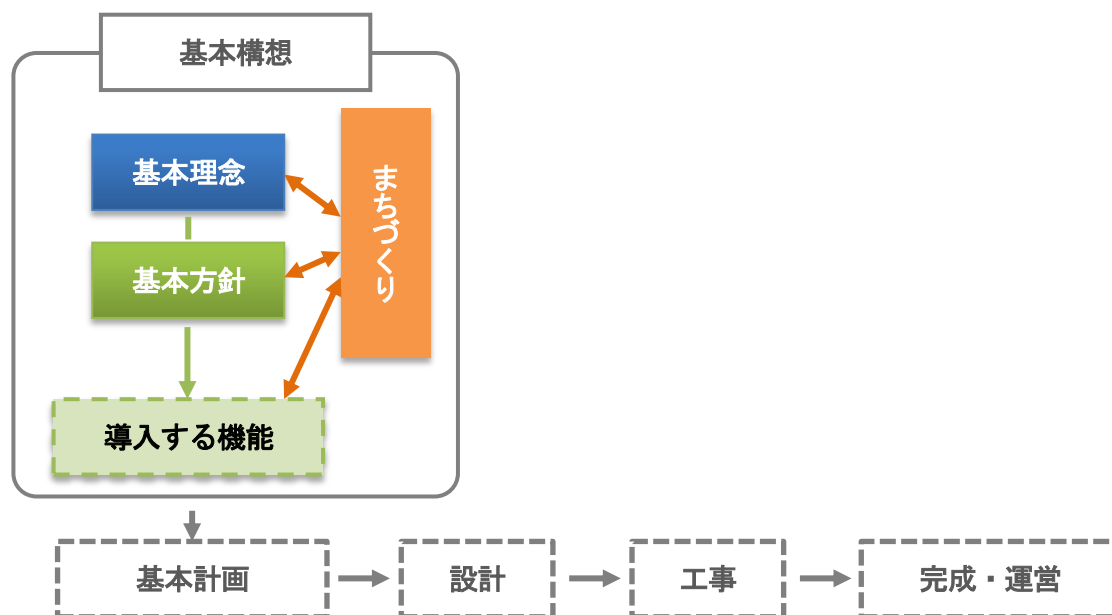 基本構想
基本理念
まちづくり
基本方針
導入する機能
基本計画
設計
工事
完成・運営